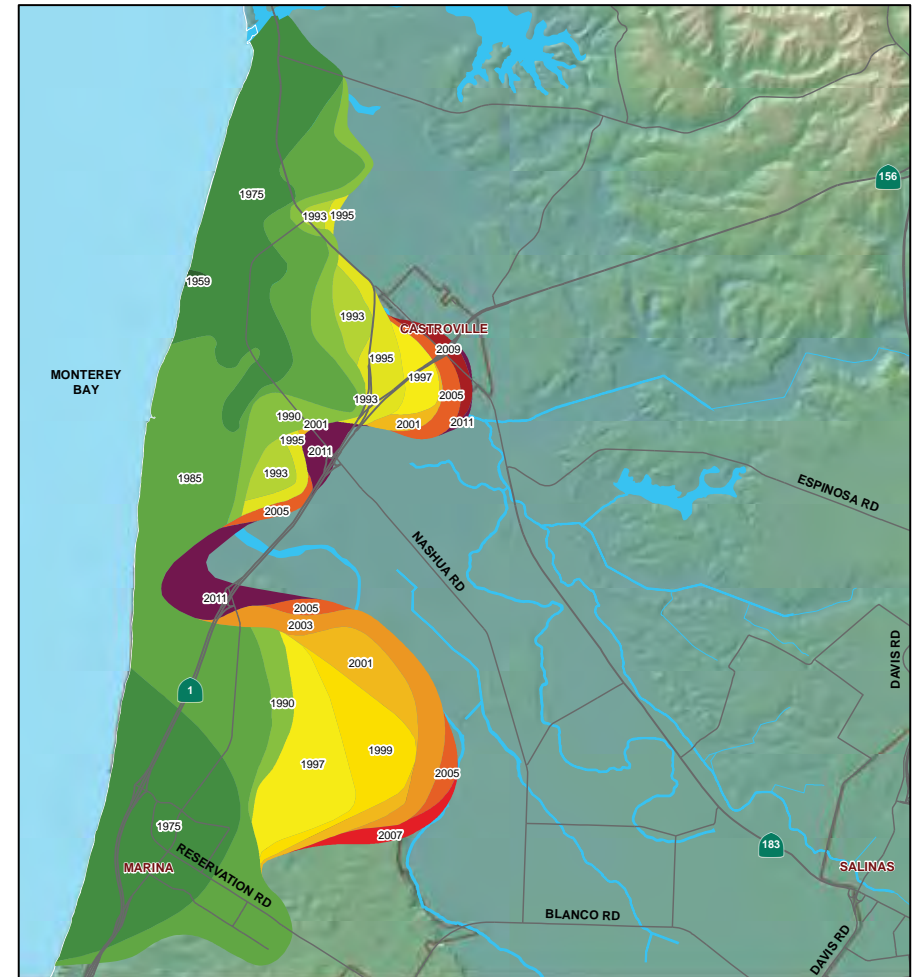 156
1975
1993 1995
1959
1993
CASTROVILLE
2009
MONTEREY
BAY
1995
1997
2005
1993
1990
2001
2001
2011
1995
2011
1993
1985
ESPINOSA RD
2005
NASHUA RD
2011
2005
2003
DAVIS RD
2001
1
1990
1999
1997
2005
1975
2007
183
MARINA
RESERVATION RD
SALINAS
BLANCO RD
DAVIS RD